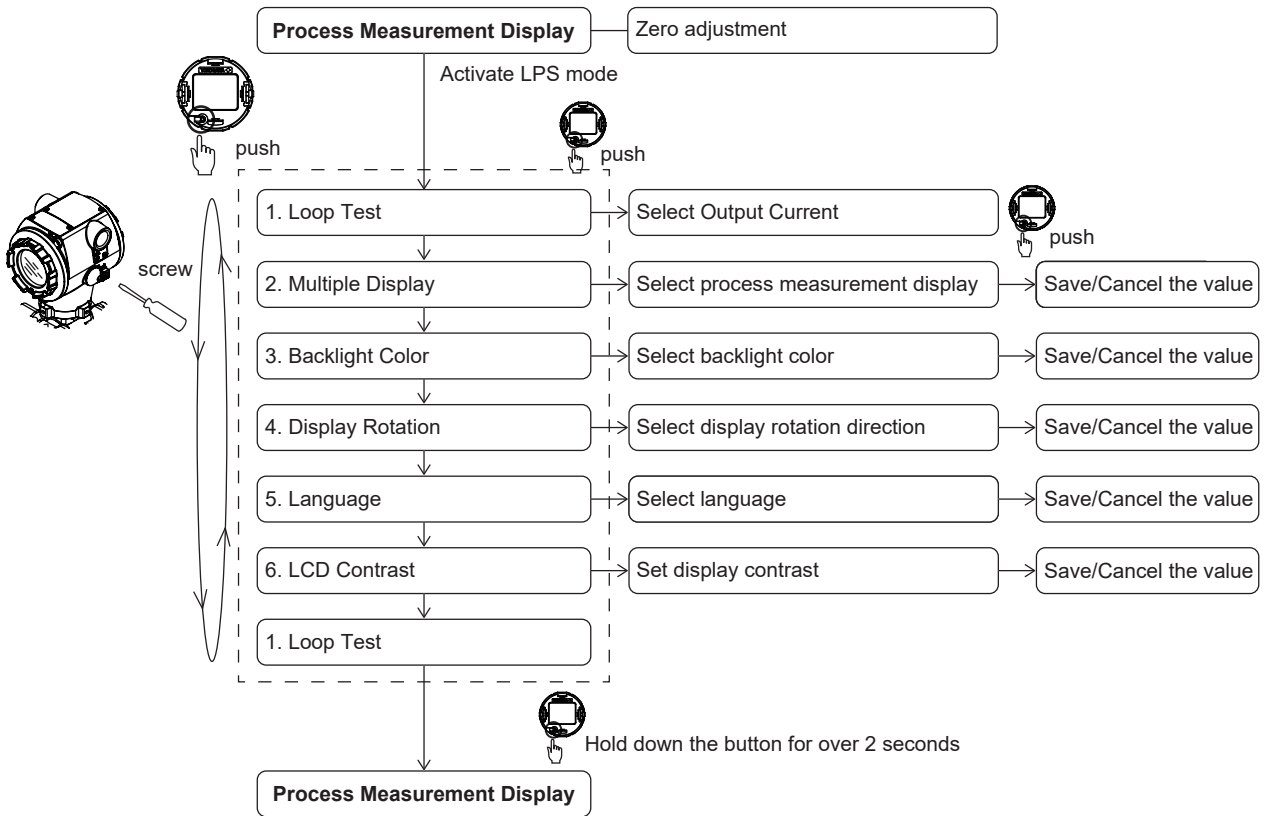 Process Measurement Display
Zero adjustment
Activate LPS mode
push
push
1. Loop Test
Select Output Current
push
screw
2. Multiple Display
Select process measurement display
Save/Cancel the value
3. Backlight Color
Select backlight color
Save/Cancel the value
4. Display Rotation
Select display rotation direction
Save/Cancel the value
5. Language
Select language
Save/Cancel the value
6. LCD Contrast
Set display contrast
Save/Cancel the value
1. Loop Test
Hold down the button for over 2 seconds
Process Measurement Display